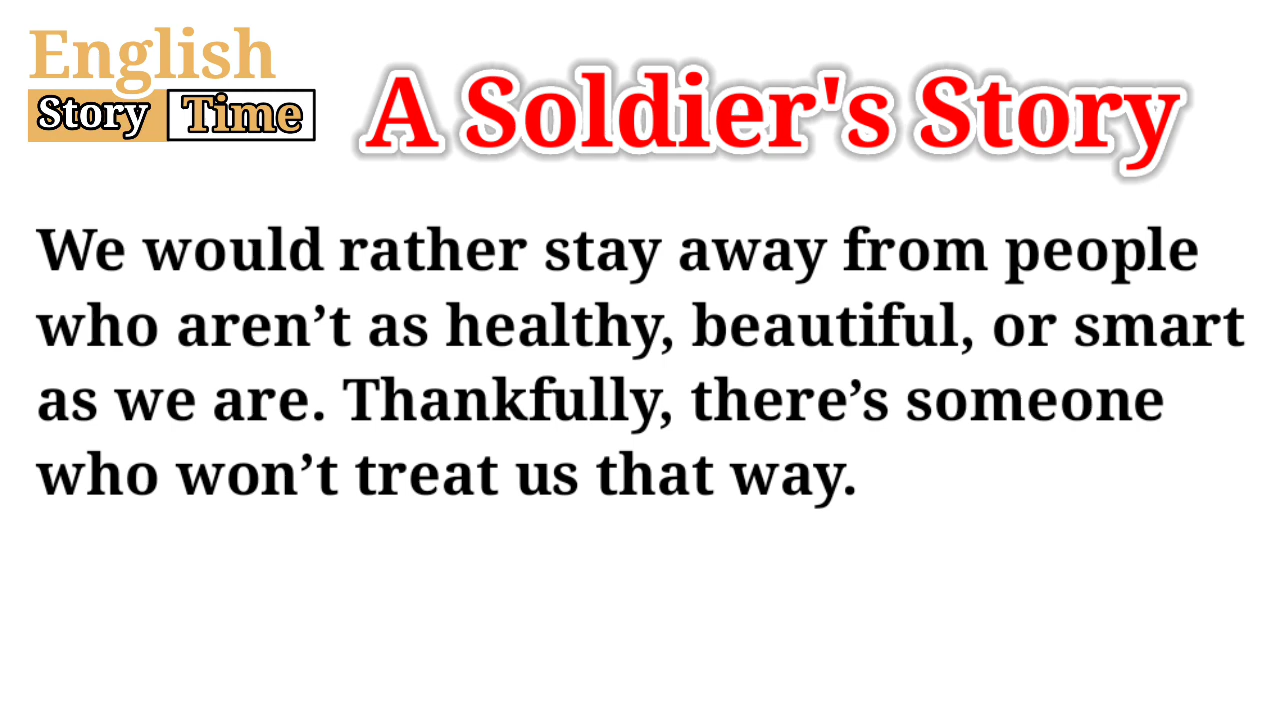 English
Story Time
A Soldier's Story
We would rather stay away from people
who aren’t as healthy, beautiful, or smart
as we are. Thankfully, there’s someone
who won’t treat us that way.